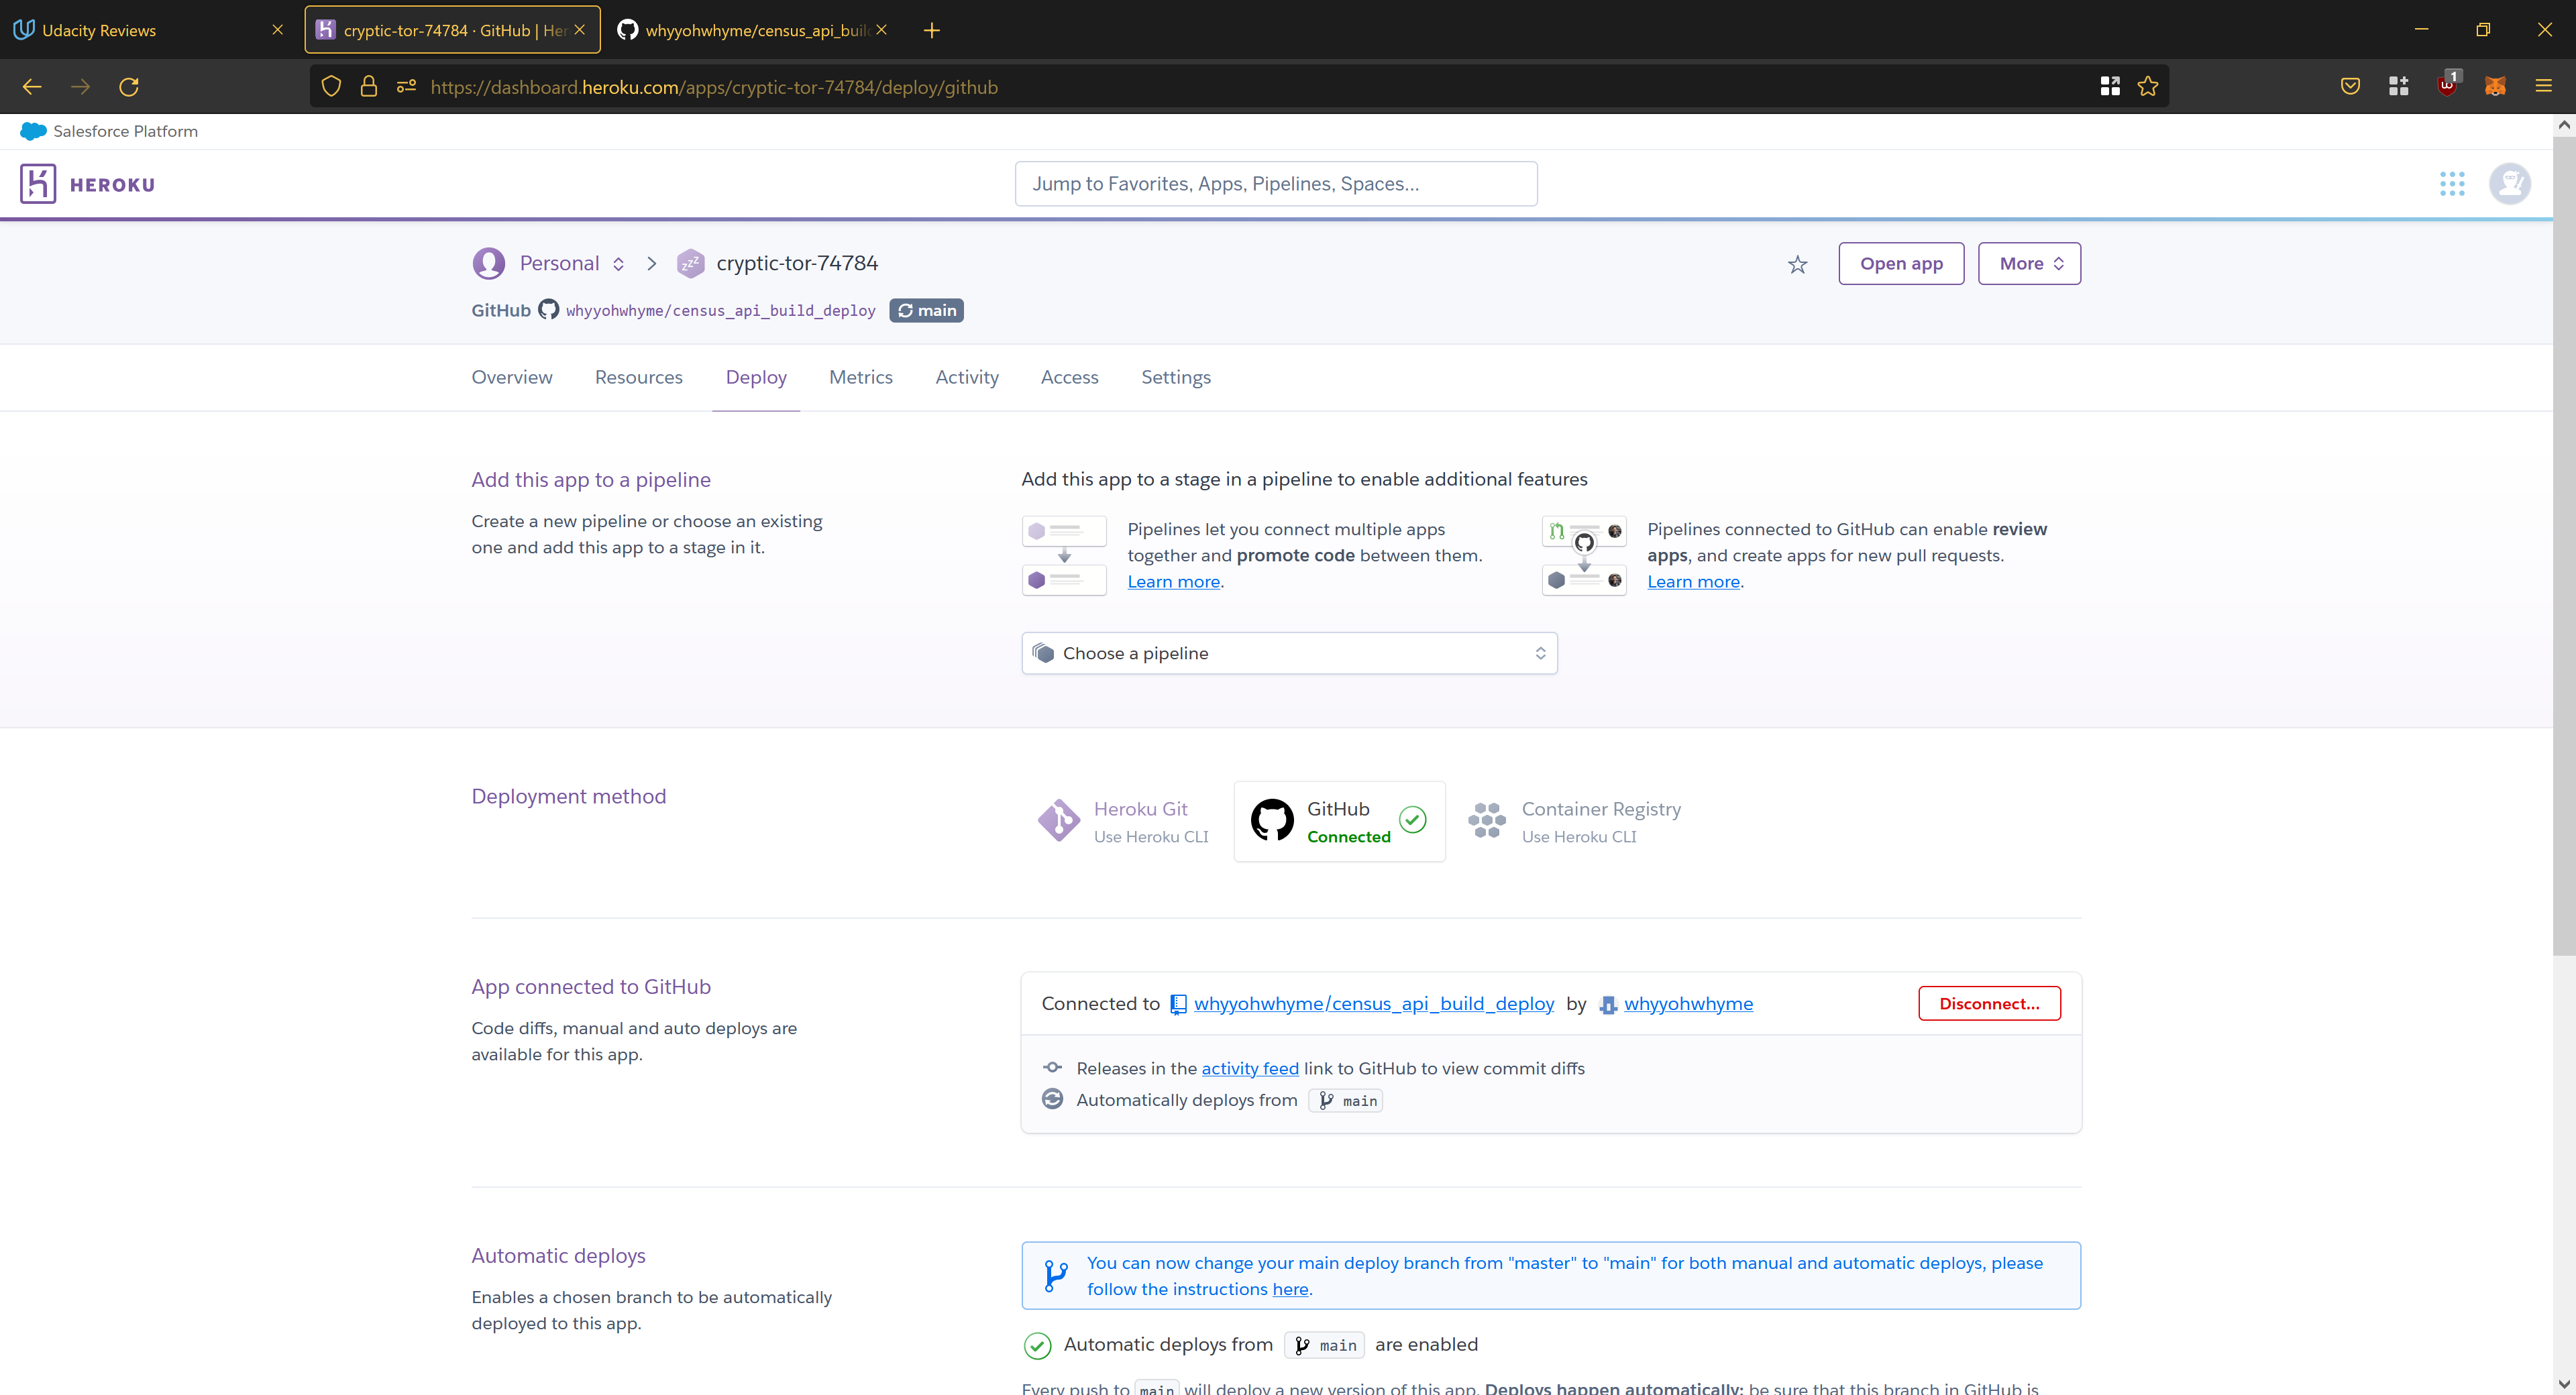 Udacity Reviews
cryptic-tor-74784 · GitHub | Her
whyyohwhyme/census_api_buil
https://dashboard.heroku.com/apps/cryptic-tor-74784/deploy/github
1
Salesforce Platform
HEROKU
Jump to Favorites, Apps, Pipelines, Spaces...
Personal
zzz
cryptic-tor-74784
Open app
More
GitHub whyyohwhyme/census_api_build_deploy main
Overview Resources Deploy Metrics Activity Access Settings
Add this app to a pipeline
Create a new pipeline or choose an existing
one and add this app to a stage in it.
Add this app to a stage in a pipeline to enable additional features
Pipelines let you connect multiple apps
together and promote code between them.
Learn more.
Pipelines connected to GitHub can enable review
apps, and create apps for new pull requests.
Learn more.
Choose a pipeline
Deployment method
Heroku Git
Use Heroku CLI
GitHub
Connected
Container Registry
Use Heroku CLI
App connected to GitHub
Code diffs, manual and auto deploys are
available for this app.
Connected to whyyohwhyme/census_api_build_deploy by whyyohwhyme
Disconnect...
Releases in the activity feed link to GitHub to view commit diffs
Automatically deploys from main
Automatic deploys
Enables a chosen branch to be automatically
deployed to this app.
You can now change your main deploy branch from "master" to "main" for both manual and automatic deploys, please
follow the instructions here.
Automatic deploys from main are enabled
Every push to main will deploy a new version of this app. Deploys happen automatically: be sure that this branch in GitHub is